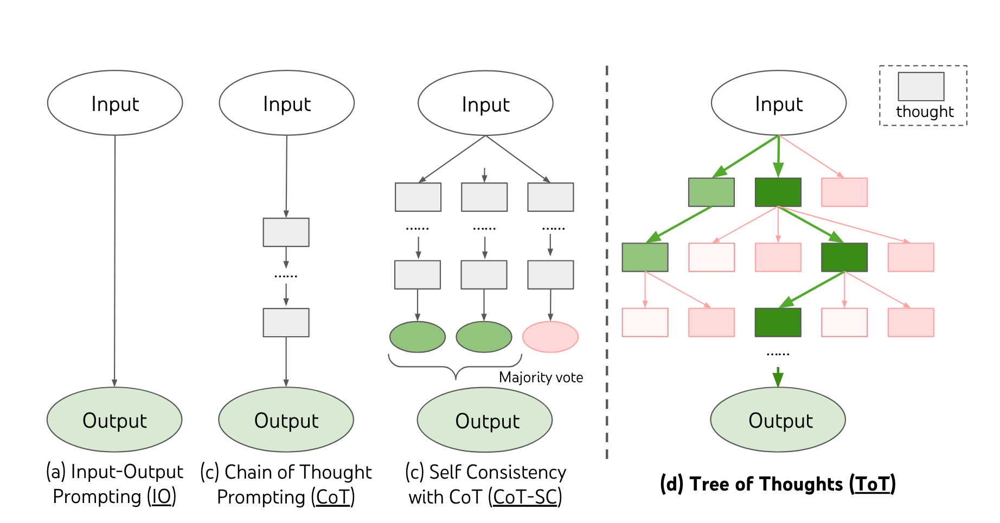 Input
Input
Input
Input
thought
......
......
......
......
......
Majority vote
Output
Output
Output
Output
(a) Input-Output
Prompting (IO)
(c) Chain of Thought
Prompting (CoT)
(c) Self Consistency
with CoT (CoT-SC)
(d) Tree of Thoughts (ToT)